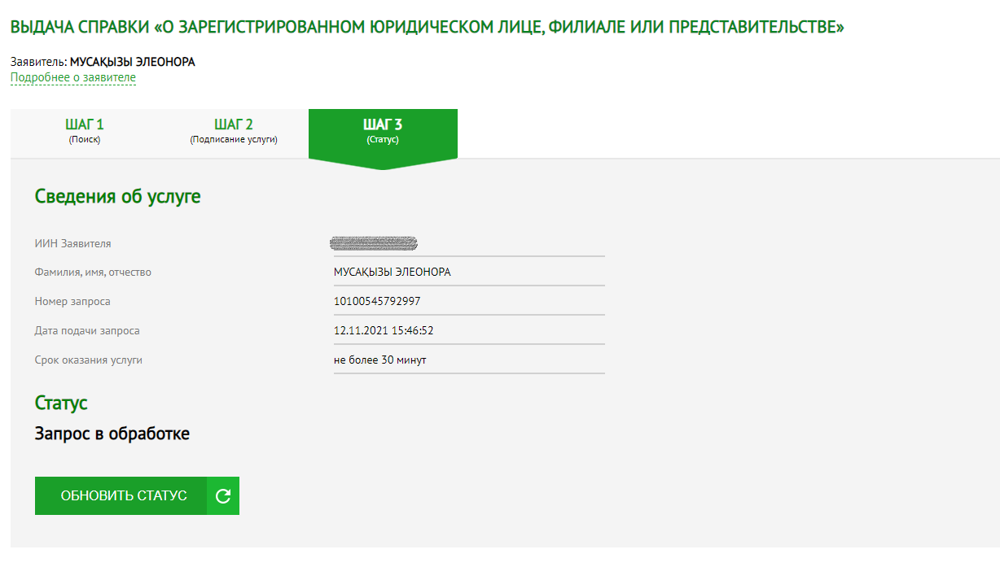 ВЫДАЧА СПРАВКИ «О ЗАРЕГИСТРИРОВАННОМ ЮРИДИЧЕСКОМ ЛИЦЕ, ФИЛИАЛЕ ИЛИ ПРЕДСТАВИТЕЛЬСТВЕ»
Заявитель: МУСАҚЫЗЫ ЭЛЕОНОРА
Подробнее о заявителе
ШАГ 1 ШАГ 2 ШАГ 3
(Поиск) (Подписание услуги) (Статус)
Сведения об услуге
ИИН Заявителя
Фамилия, имя, отчество МУСАҚЫЗЫ ЭЛЕОНОРА
Номер запроса 10100545792997
Дата подачи запроса 12.11.2021 15:46:52
Срок оказания услуги не более 30 минут
Статус
Запрос в обработке
ОБНОВИТЬ СТАТУС